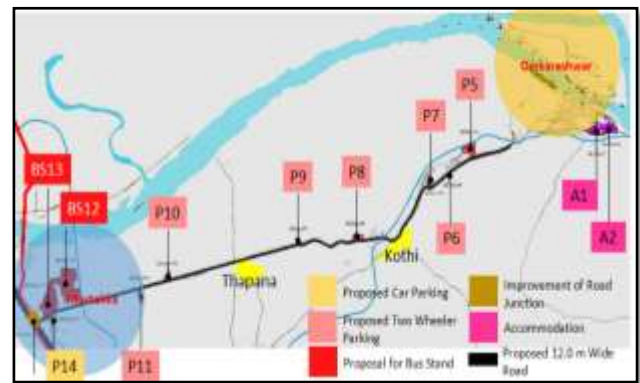 Omkareshwar
P5
P7
BS13
P9
P8
BS12
P10
A1
P6
A2
Kothi
Thapana
P14
P11
Proposed Car Parking
Proposed Two Wheeler
Parking
Proposal for Bus Stand
Improvement of Road
Junction
Accommodation
Proposed 12.0 m Wide
Road